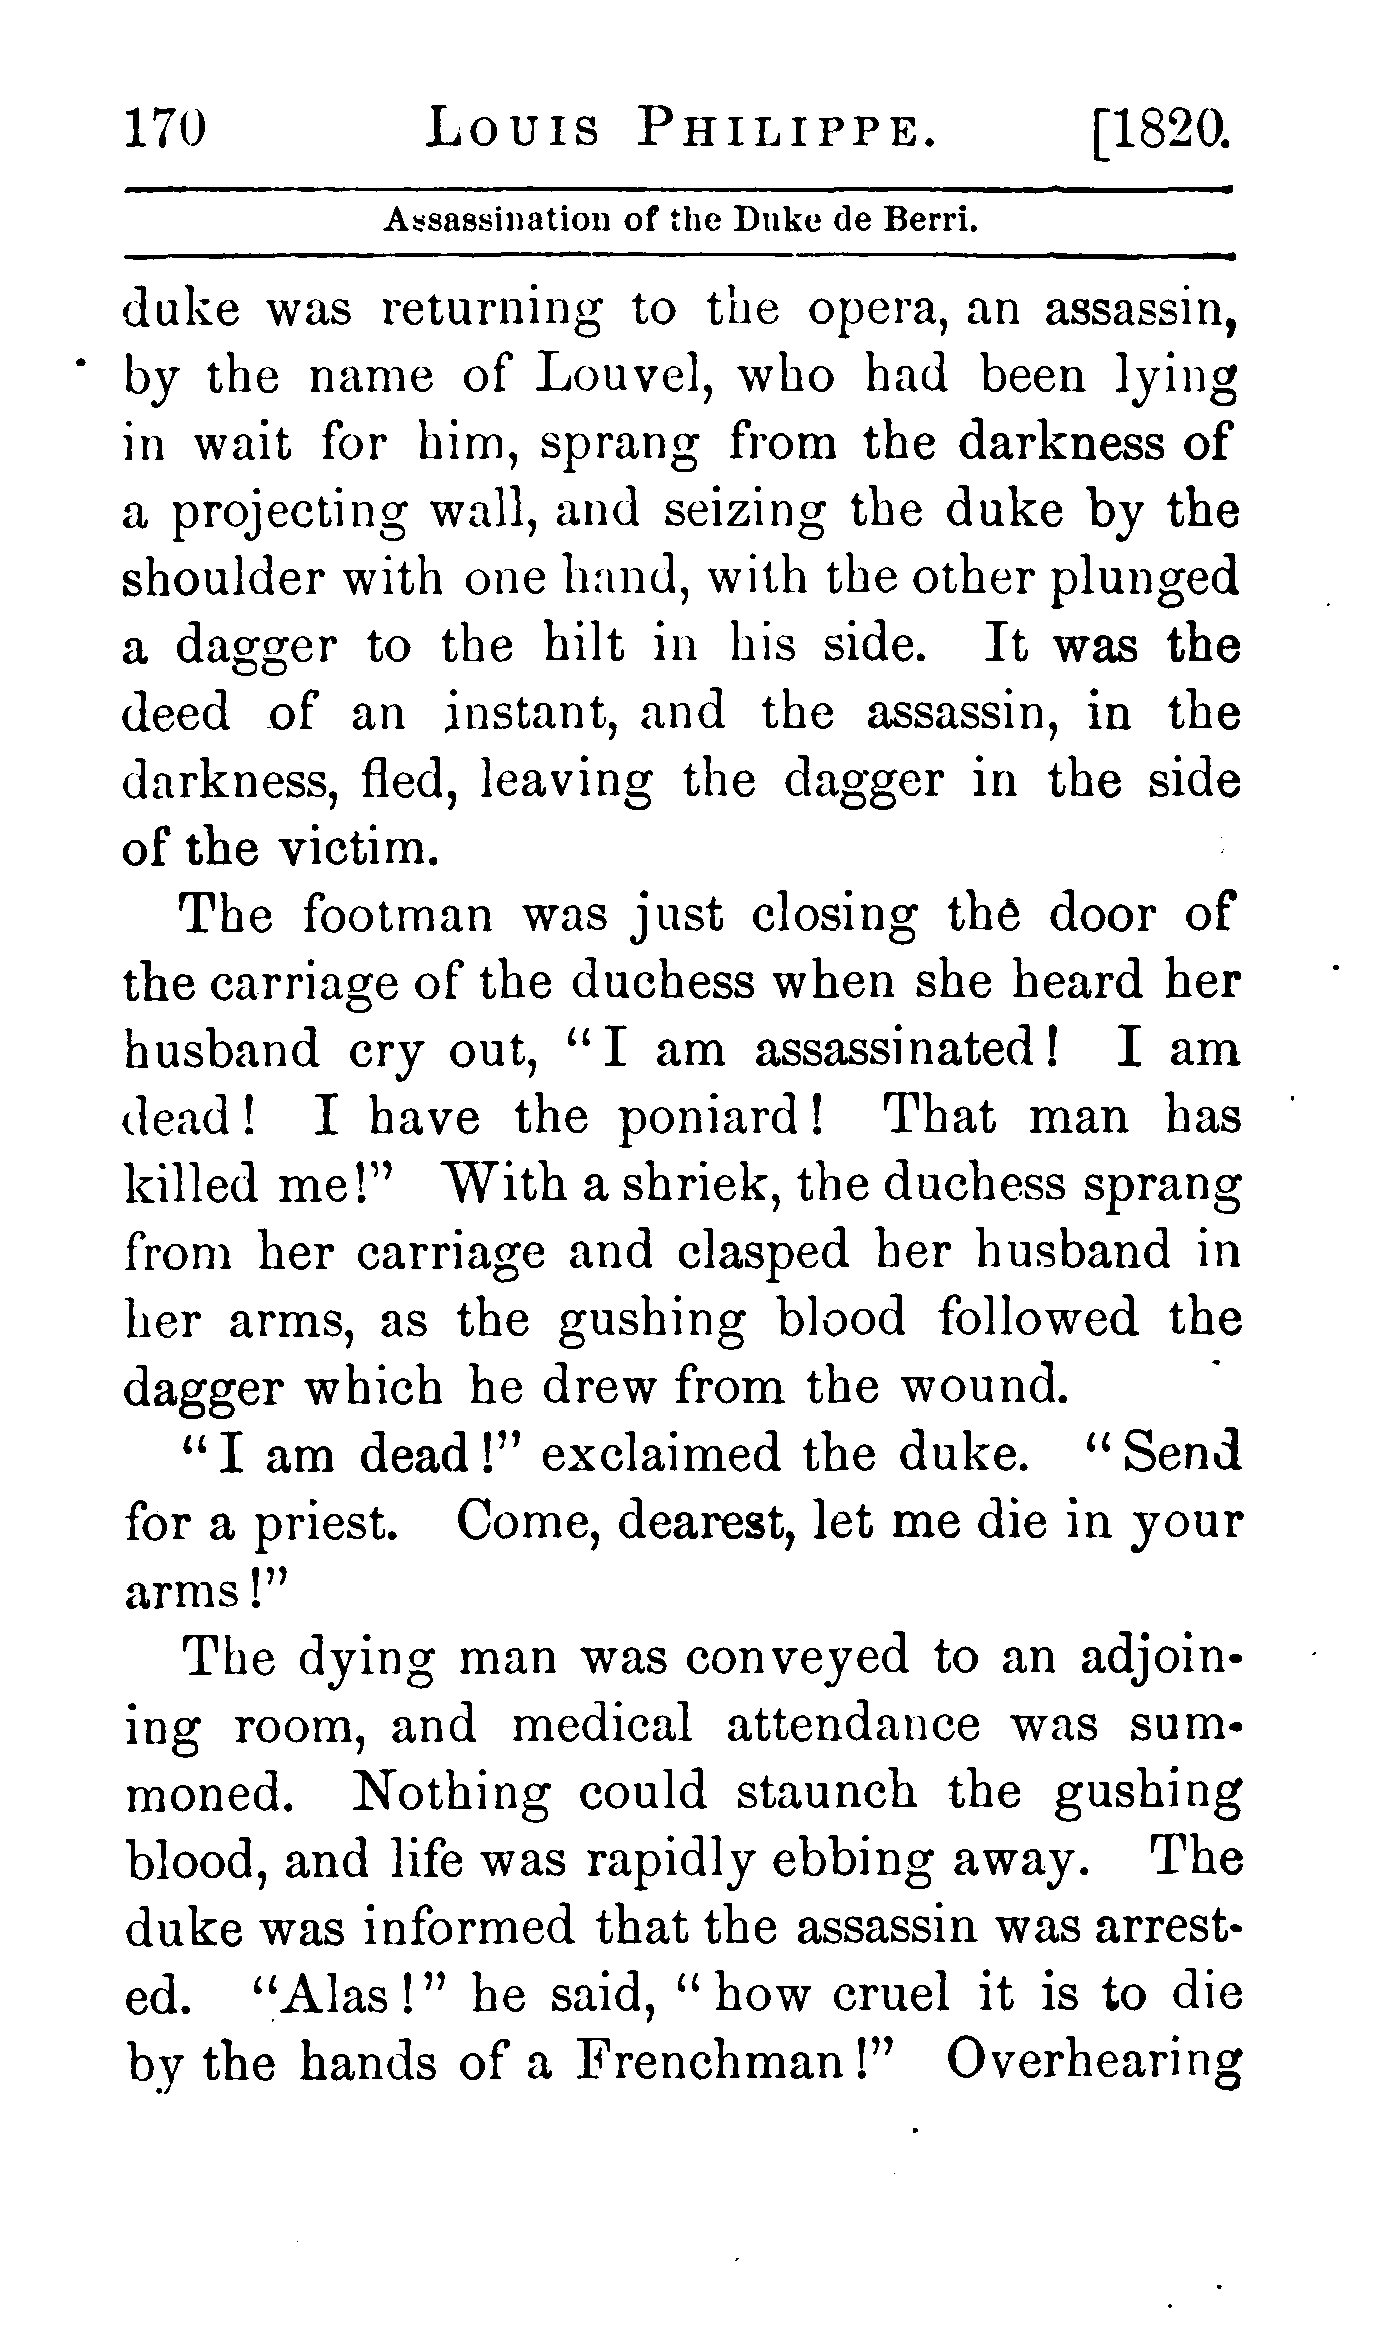 170 LOUIS PHILIPPE. [1820.
Assassination of the Duke de Berri.
duke was returning to the opera, an assassin,
by the name of Louvel, who had been lying
in wait for him, sprang from the darkness of
a projecting wall, and seizing the duke by the
shoulder with one hand, with the other plunged
a dagger to the hilt in his side. It was the
deed of an instant, and the assassin, in the
darkness, fled, leaving the dagger in the side
of the victim.
The footman was just closing the door of
the carriage of the duchess when she heard her
husband cry out, "I am assassinated! I am
dead! I have the poniard! That man has
killed me!" With a shriek, the duchess sprang
from her carriage and clasped her husband in
her arms, as the gushing blood followed the
dagger which he drew from the wound.
"I am dead!" exclaimed the duke. "Send
for a priest. Come, dearest, let me die in your
arms!"
The dying man was conveyed to an adjoin-
ing room, and medical attendance was sum-
moned. Nothing could staunch the gushing
blood, and life was rapidly ebbing away. The
duke was informed that the assassin was arrest-
ed. "Alas!" he said, "how cruel it is to die
by the hands of a Frenchman!" Overhearing